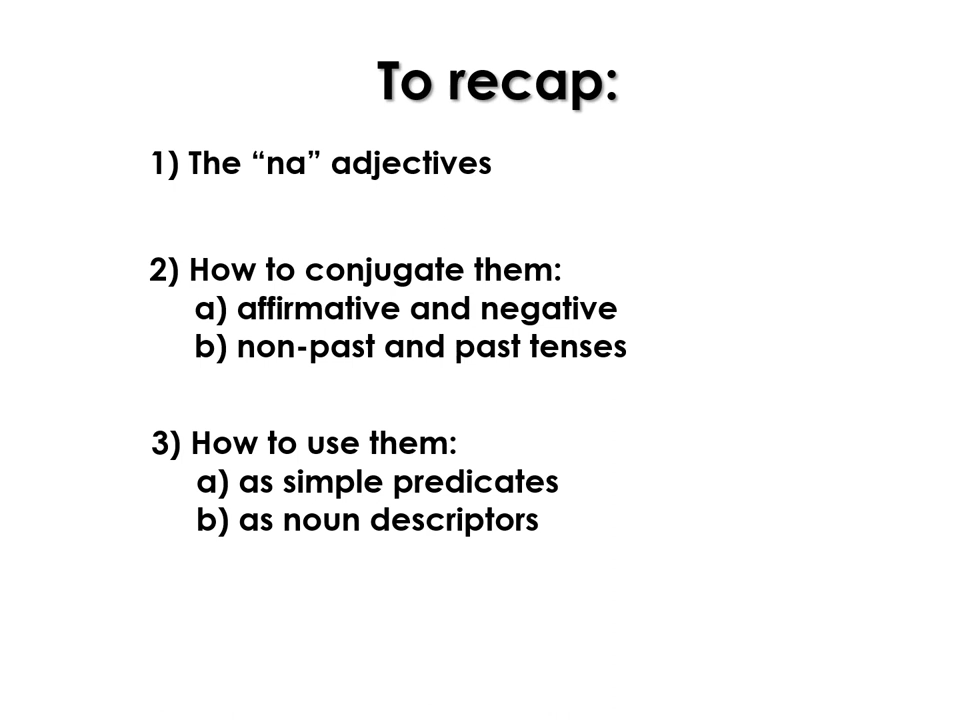 To recap:
1) The “na” adjectives
2) How to conjugate them:
a) affirmative and negative
b) non-past and past tenses
3) How to use them:
a) as simple predicates
b) as noun descriptors